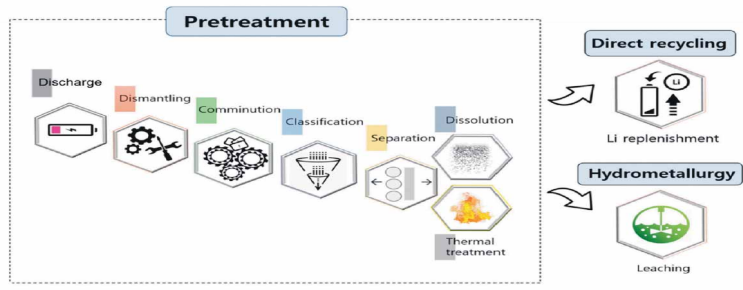 Pretreatment
Discharge
Dismantling
Comminution
Classification
Separation
Dissolution
Thermal
treatment
Direct recycling
Li
Li replenishment
Hydrometallurgy
Leaching